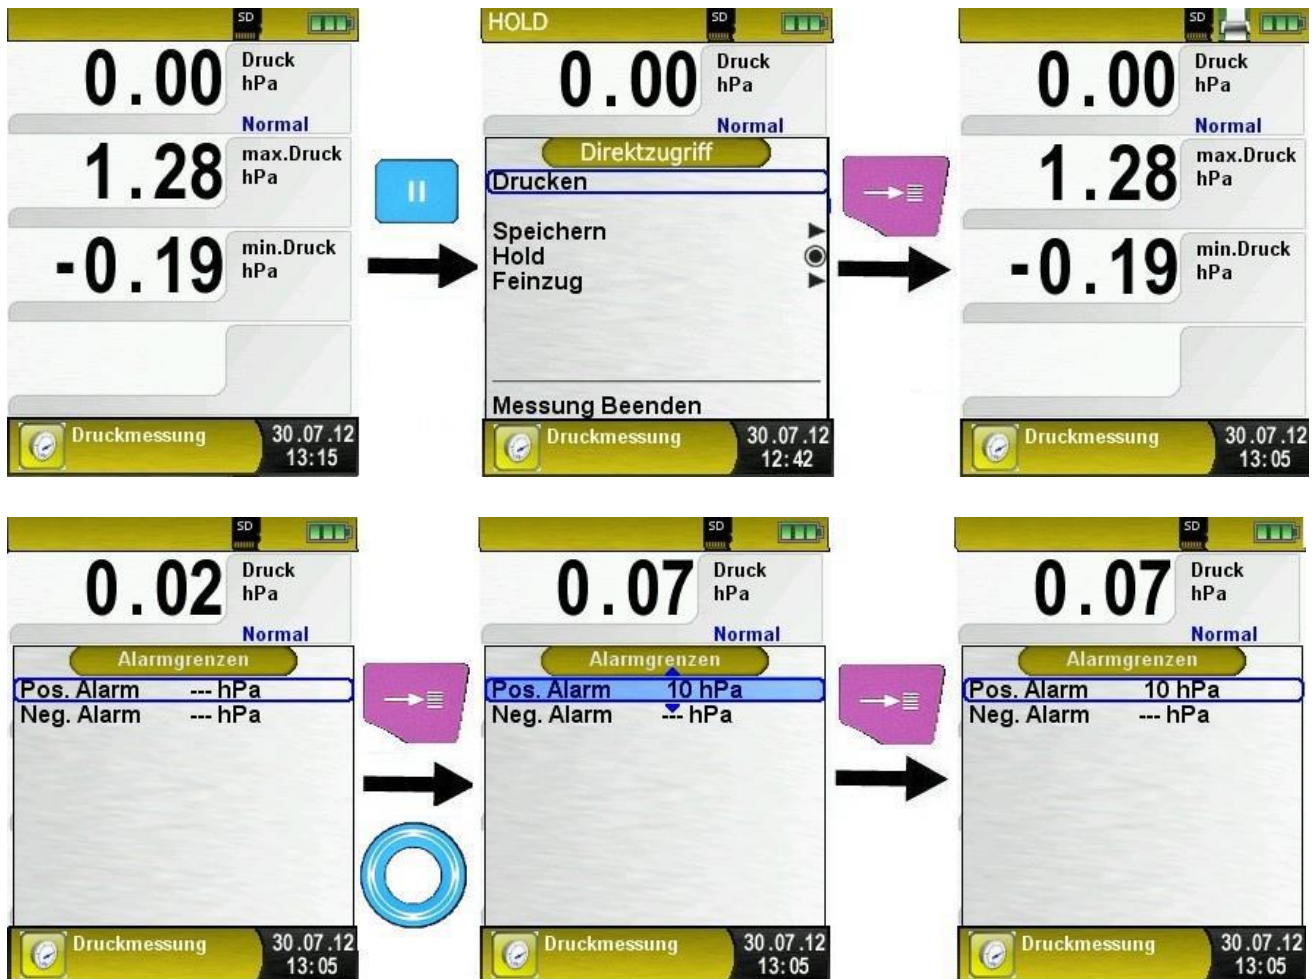 SD
0.00 Druck
hPa
Normal
1.28 max.Druck
hPa
-0.19 min.Druck
hPa
Druckmessung 30.07.12
13:15
HOLD SD
0.00 Druck
hPa
Normal
Direktzugriff
Drucken
Speichern
Hold
Feinzug
Messung Beenden
Druckmessung 30.07.12
12:42
SD
0.00 Druck
hPa
Normal
1.28 max.Druck
hPa
-0.19 min.Druck
hPa
Druckmessung 30.07.12
13:05
SD
0.02 Druck
hPa
Normal
Alarmgrenzen
Pos. Alarm --- hPa
Neg. Alarm --- hPa
Druckmessung 30.07.12
13:05
SD
0.07 Druck
hPa
Normal
Alarmgrenzen
Pos. Alarm 10 hPa
Neg. Alarm --- hPa
Druckmessung 30.07.12
13:05
SD
0.07 Druck
hPa
Normal
Alarmgrenzen
Pos. Alarm 10 hPa
Neg. Alarm --- hPa
Druckmessung 30.07.12
13:05